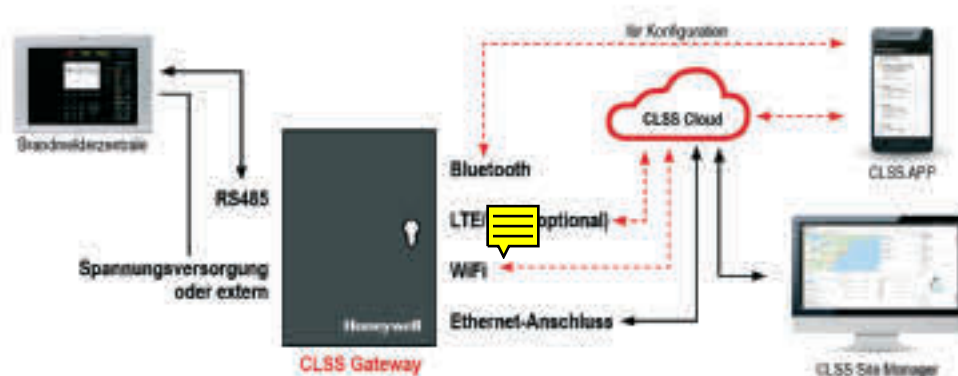 für Konfiguration
CLSS Cloud
Brandmelderzentrale
Bluetooth
CLSS APP
RS485
LTE/ optional)
Spannungsversorgung
oder extern
WiFi
Honeywell
Ethernet-Anschluss
CLSS Gateway
CLSS Site Manager